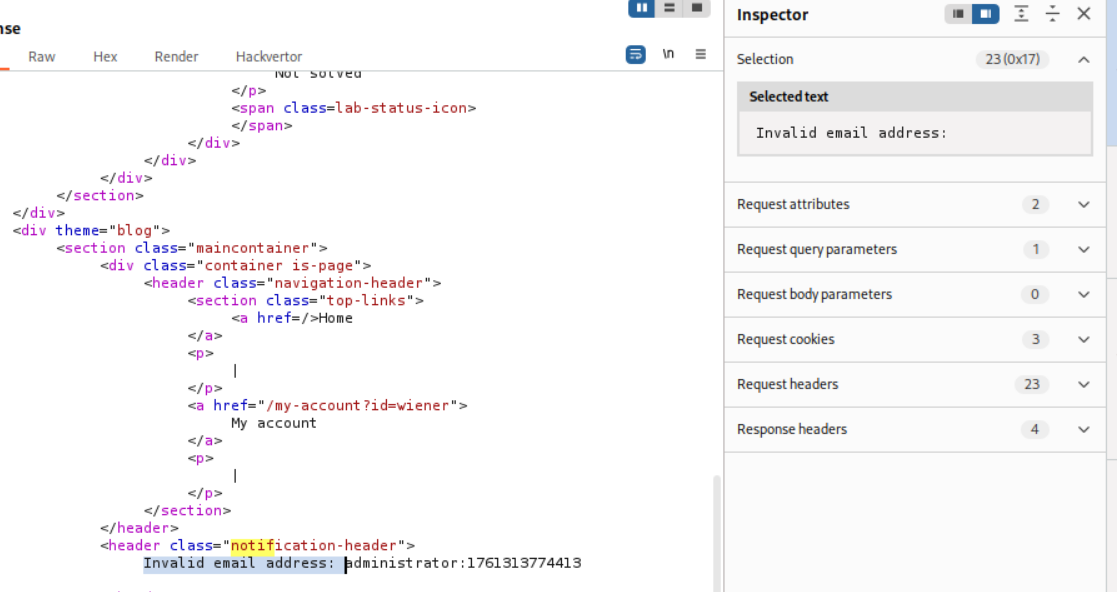 nse
Raw Hex Render Hackvertor \n
Not solved
</p>
<span class=lab-status-icon>
</span>
</div>
</div>
</div>
</section>
</div>
<div theme="blog">
<section class="maincontainer">
<div class="container is-page">
<header class="navigation-header">
<section class="top-links">
<a href=/>Home
</a>
<p>
|
</p>
<a href="/my-account?id=wiener">
My account
</a>
<p>
|
</p>
</section>
</header>
<header class="notification-header">
Invalid email address: administrator:1761313774413
Inspector
Selection 23 (0x17)
Selected text
Invalid email address:
Request attributes 2
Request query parameters 1
Request body parameters 0
Request cookies 3
Request headers 23
Response headers 4